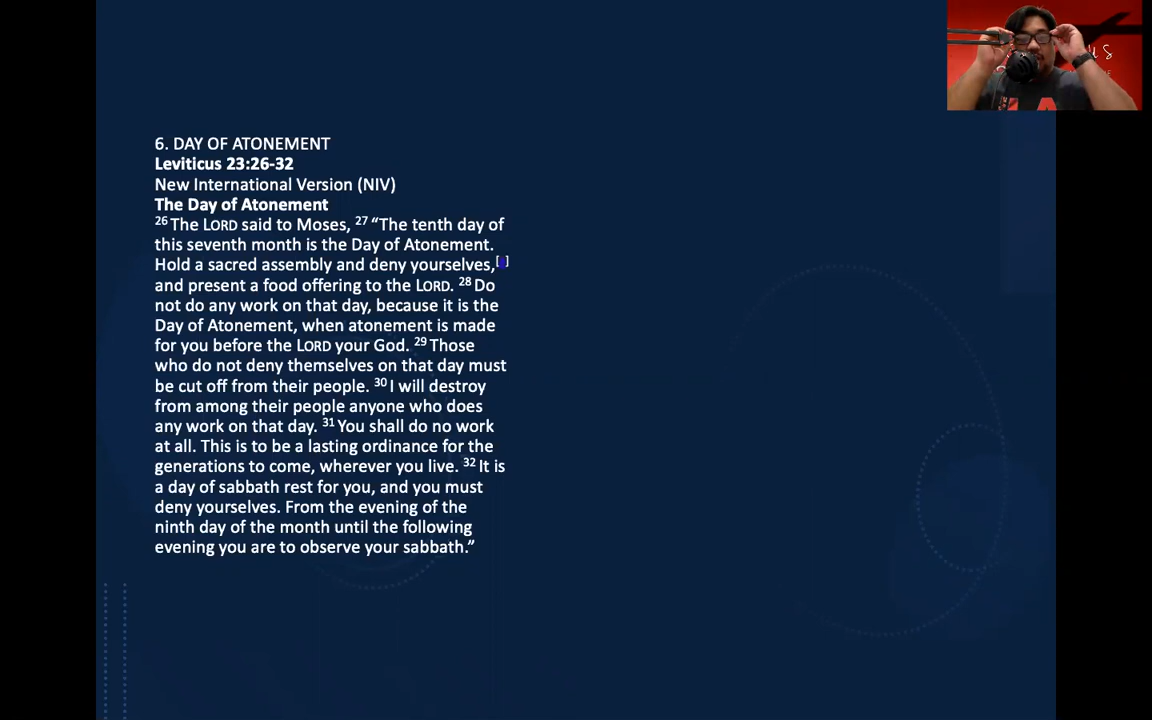 6. DAY OF ATONEMENT
Leviticus 23:26-32
New International Version (NIV)
The Day of Atonement
26 The LORD said to Moses, 27 “The tenth day of
this seventh month is the Day of Atonement.
Hold a sacred assembly and deny yourselves,[ ]
and present a food offering to the LORD. 28 Do
not do any work on that day, because it is the
Day of Atonement, when atonement is made
for you before the LORD your God. 29 Those
who do not deny themselves on that day must
be cut off from their people. 30 I will destroy
from among their people anyone who does
any work on that day. 31 You shall do no work
at all. This is to be a lasting ordinance for the
generations to come, wherever you live. 32 It is
a day of sabbath rest for you, and you must
deny yourselves. From the evening of the
ninth day of the month until the following
evening you are to observe your sabbath.”